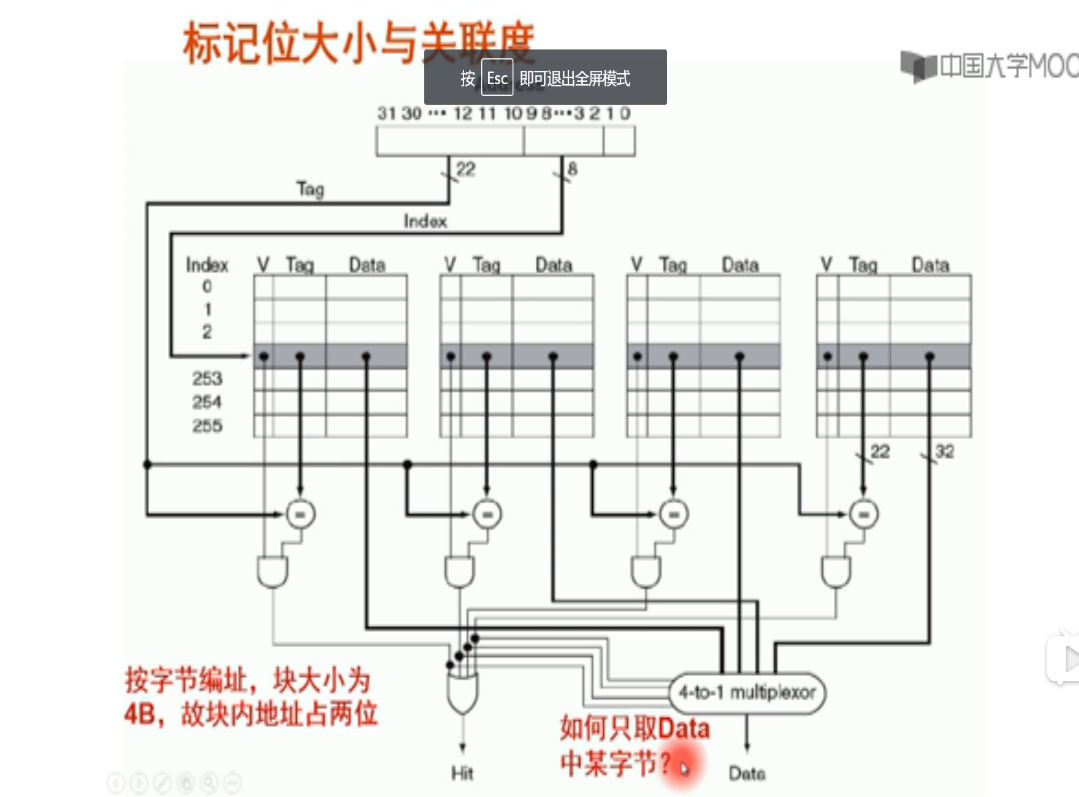 标记位大小与关联度
中国大学MOO
按 Esc 即可退出全屏模式
31 30 ··· 12 11 10 9 8 ··· 3 2 1 0
22
8
Tag
Index
Index V Tag Data V Tag Data V Tag Data V Tag Data
0
1
2
253
254
255
22 32
= = = =
按字节编址，块大小为
4B，故块内地址占两位
4-to-1 multiplexor
如何只取Data
中某字节？
Hit
Data